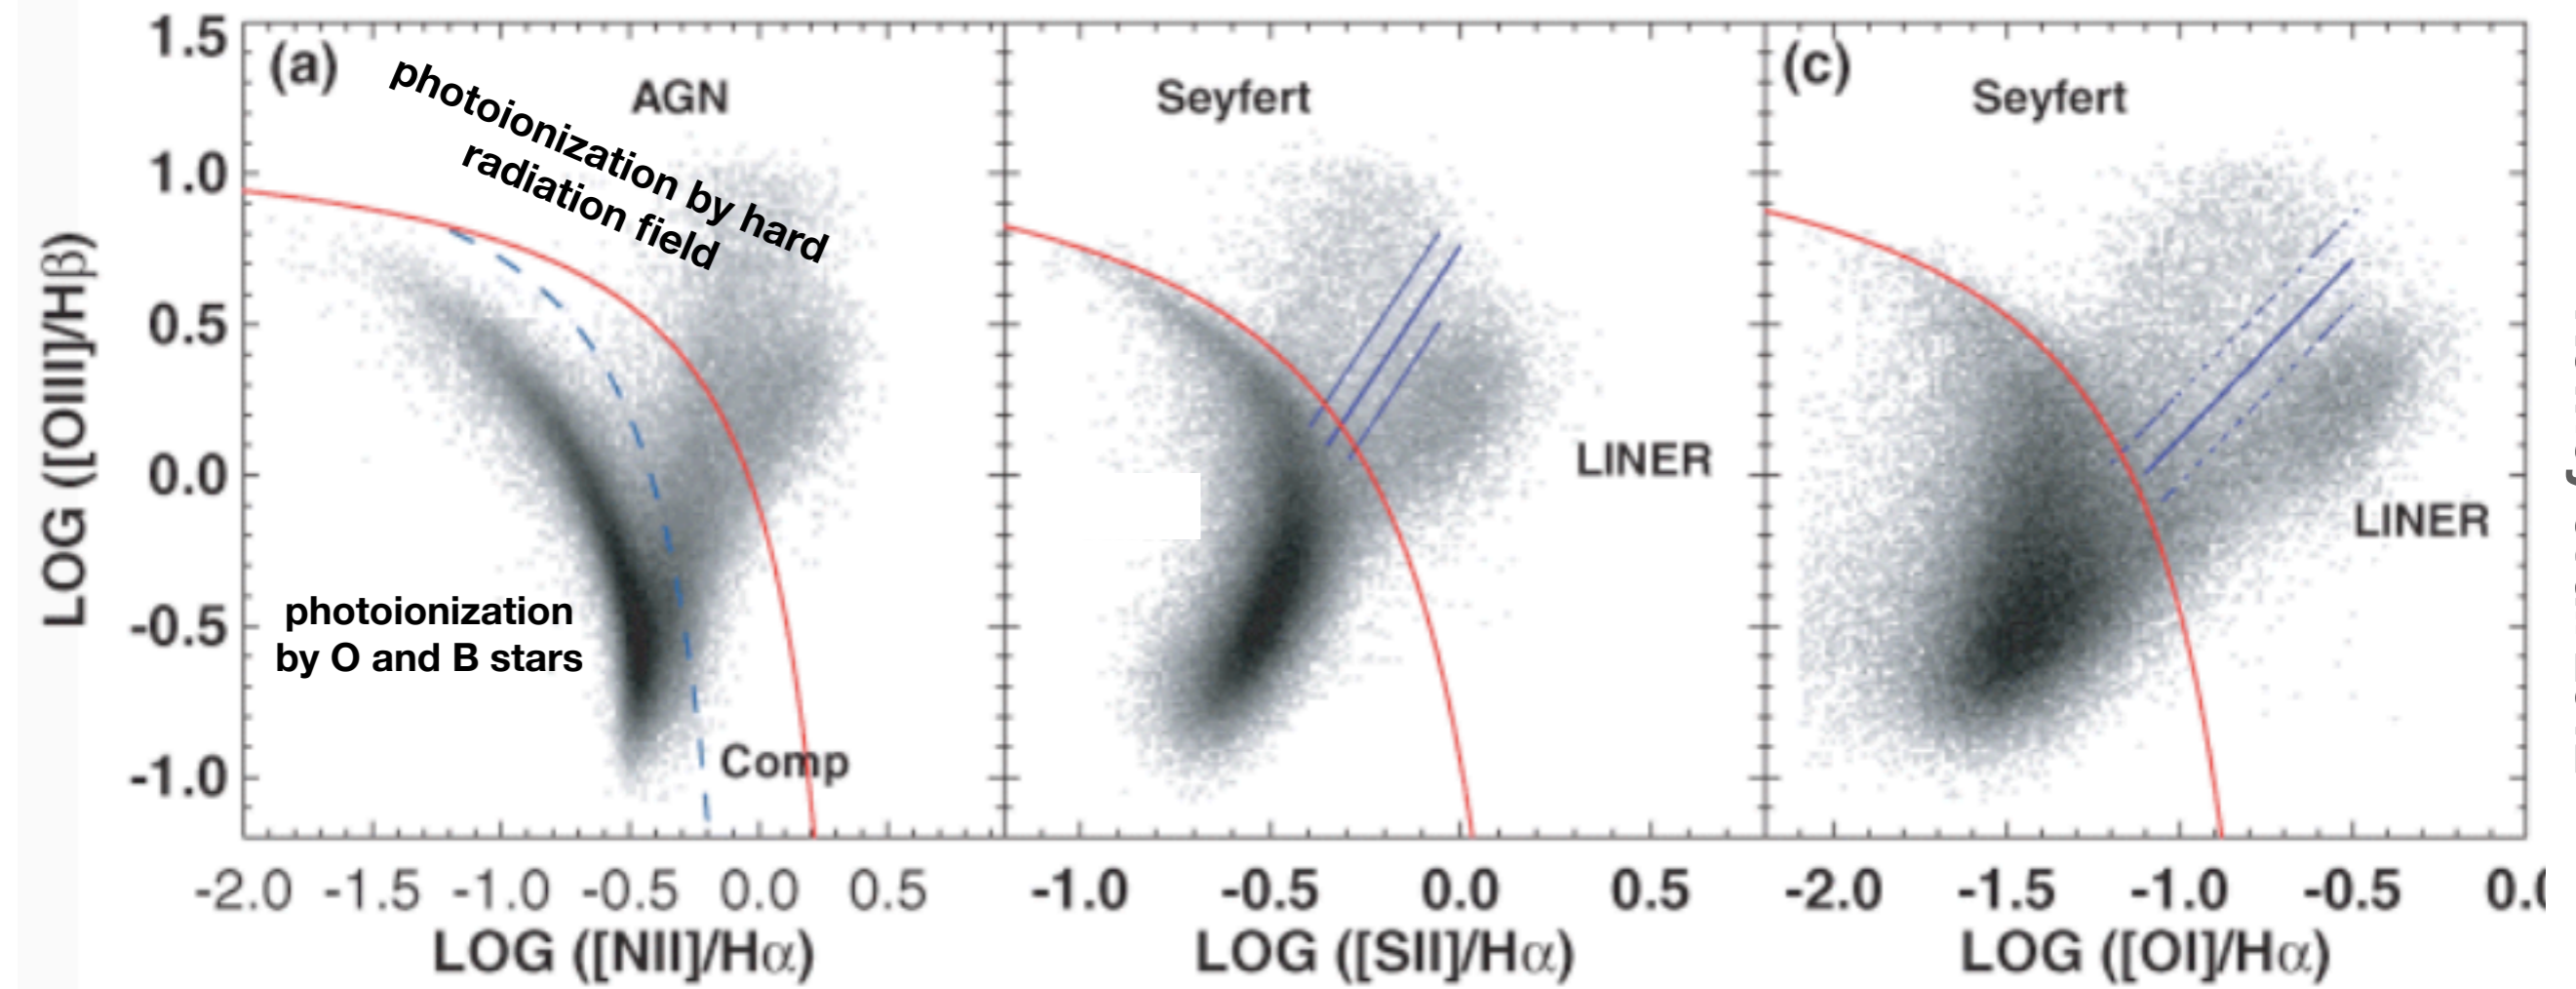 (a)
AGN
photoionization by hard
radiation field
photoionization
by O and B stars
Comp
Seyfert
LINER
(c)
Seyfert
LINER
LOG ([OIII]/Hβ)
1.5
1.0
0.5
0.0
-0.5
-1.0
-2.0 -1.5 -1.0 -0.5 0.0 0.5
-1.0 -0.5 0.0 0.5
-2.0 -1.5 -1.0 -0.5
LOG ([NII]/Hα)
LOG ([SII]/Hα)
LOG ([OI]/Hα)